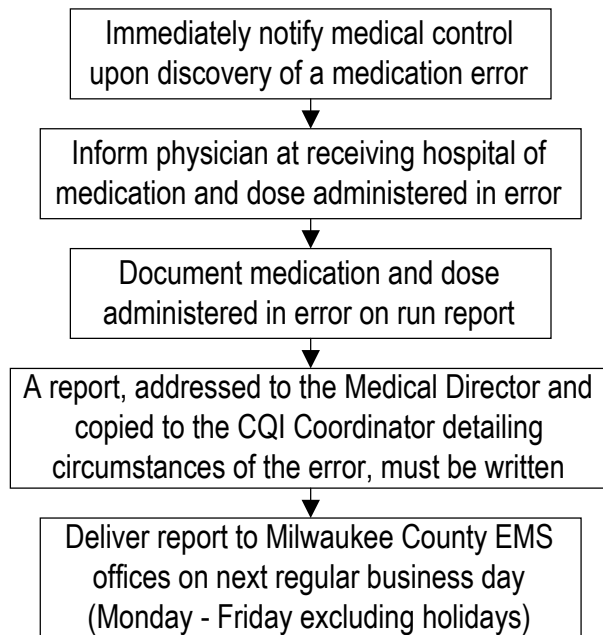 Immediately notify medical control
upon discovery of a medication error
Inform physician at receiving hospital of
medication and dose administered in error
Document medication and dose
administered in error on run report
A report, addressed to the Medical Director and
copied to the CQI Coordinator detailing
circumstances of the error, must be written
Deliver report to Milwaukee County EMS
offices on next regular business day
(Monday - Friday excluding holidays)